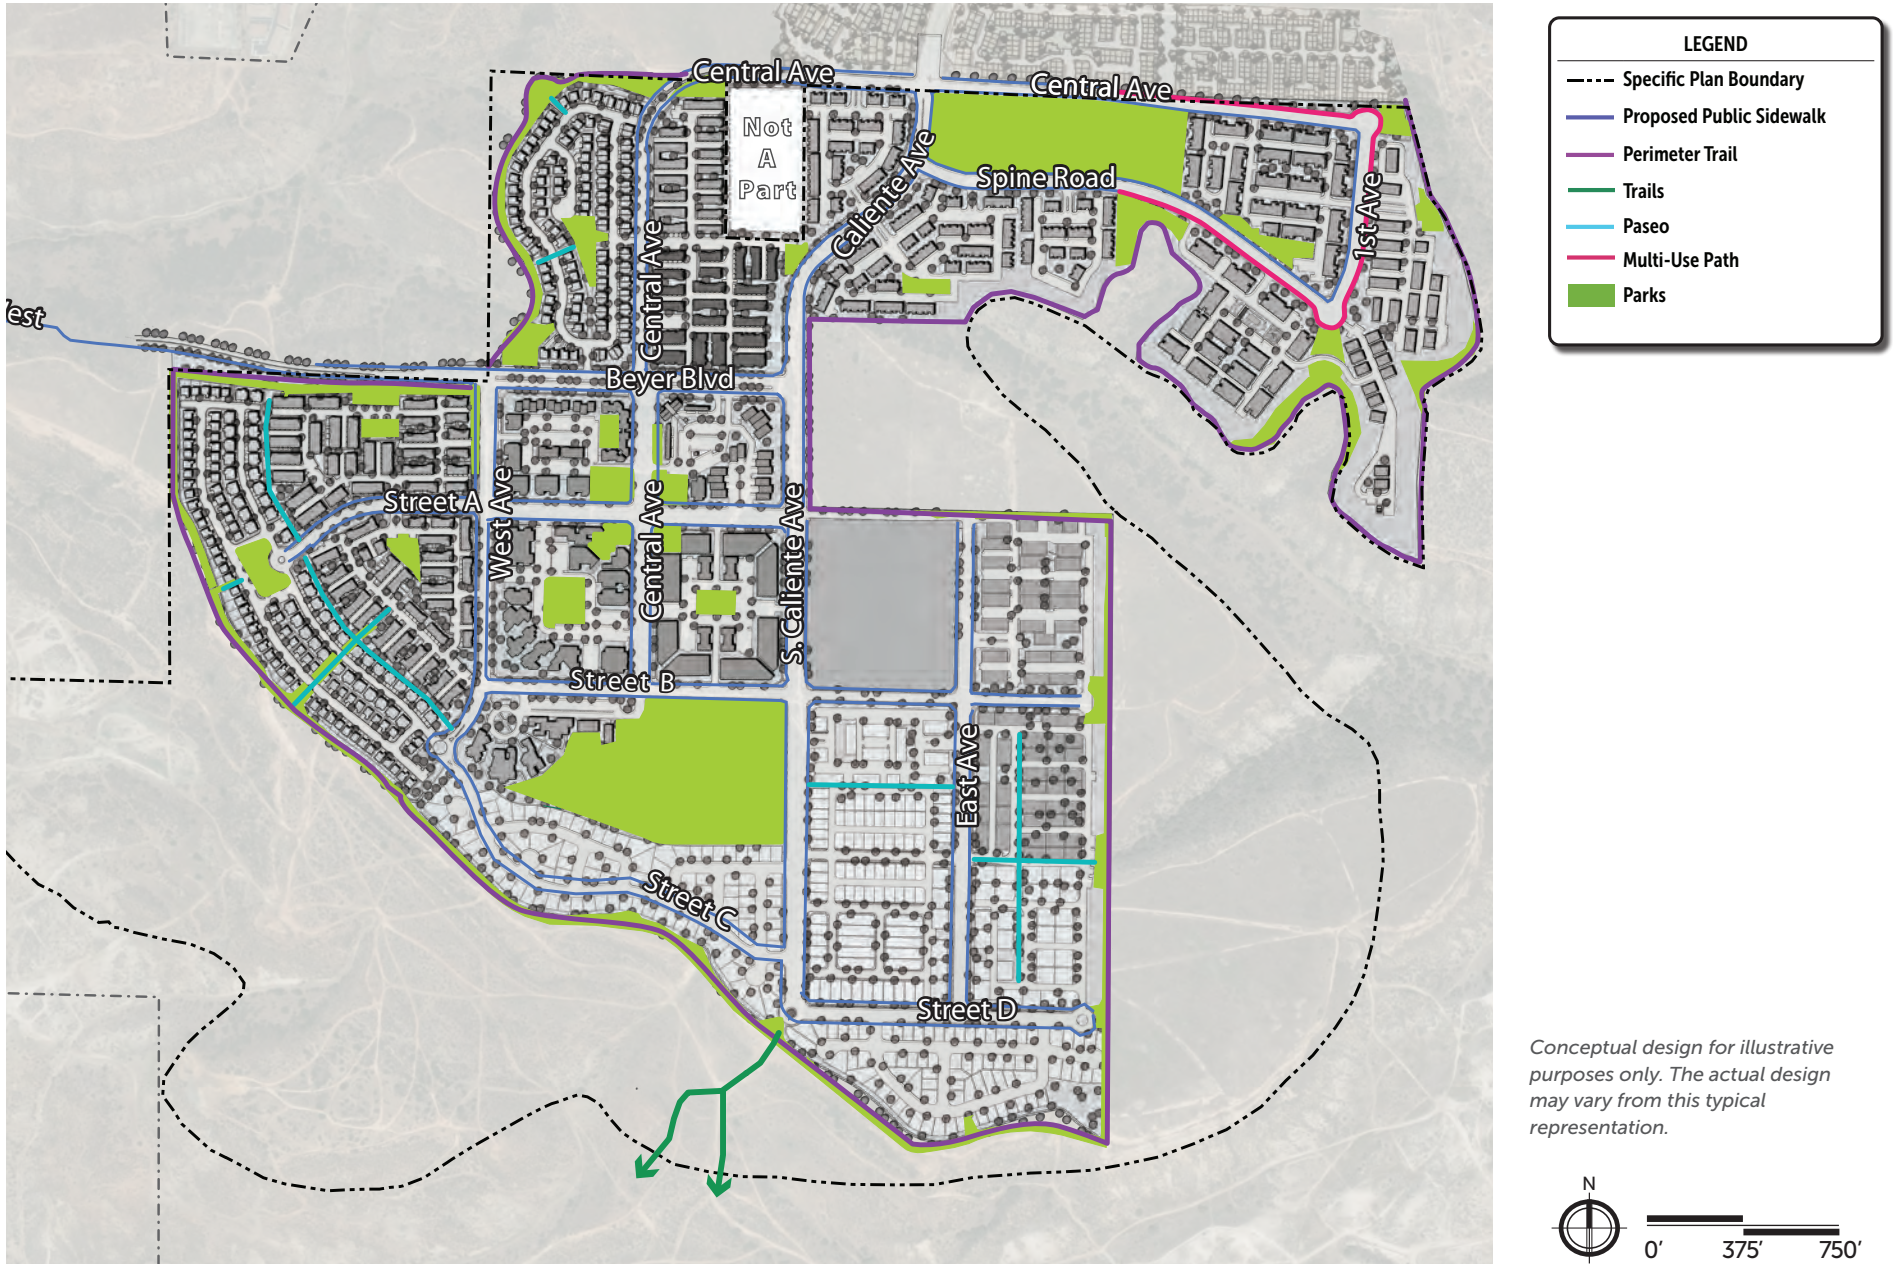 Central Ave
Central Ave
Not
A
Part
Caliente Ave
Spine Road
1st Ave
Central Ave
Beyer Blvd
Street A
West Ave
Central Ave
S. Caliente Ave
Street B
East Ave
Street C
Street D
LEGEND
Specific Plan Boundary
Proposed Public Sidewalk
Perimeter Trail
Trails
Paseo
Multi-Use Path
Parks
Conceptual design for illustrative
purposes only. The actual design
may vary from this typical
representation.
N
0' 375' 750'